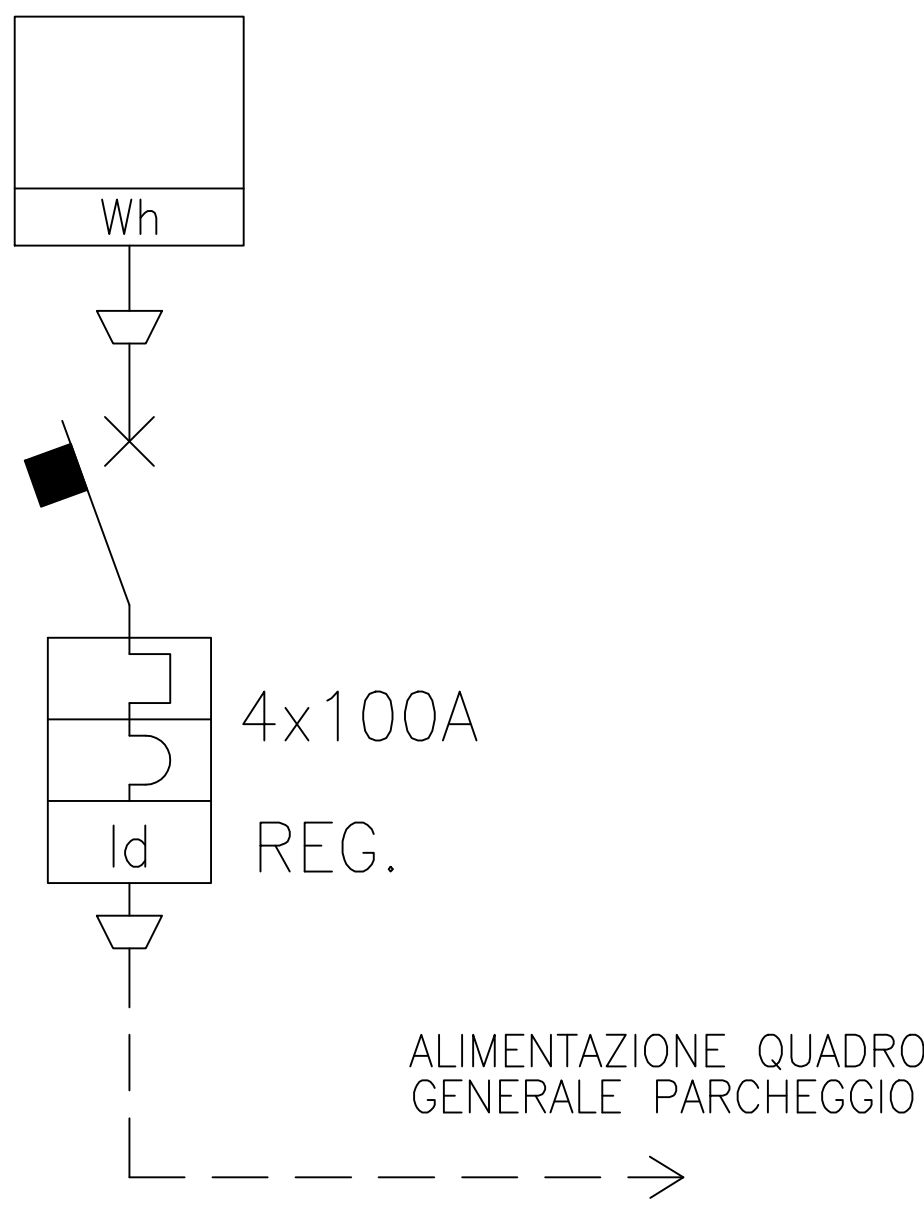 Wh
4x100A
Id
REG.
ALIMENTAZIONE QUADRO
GENERALE PARCHEGGIO